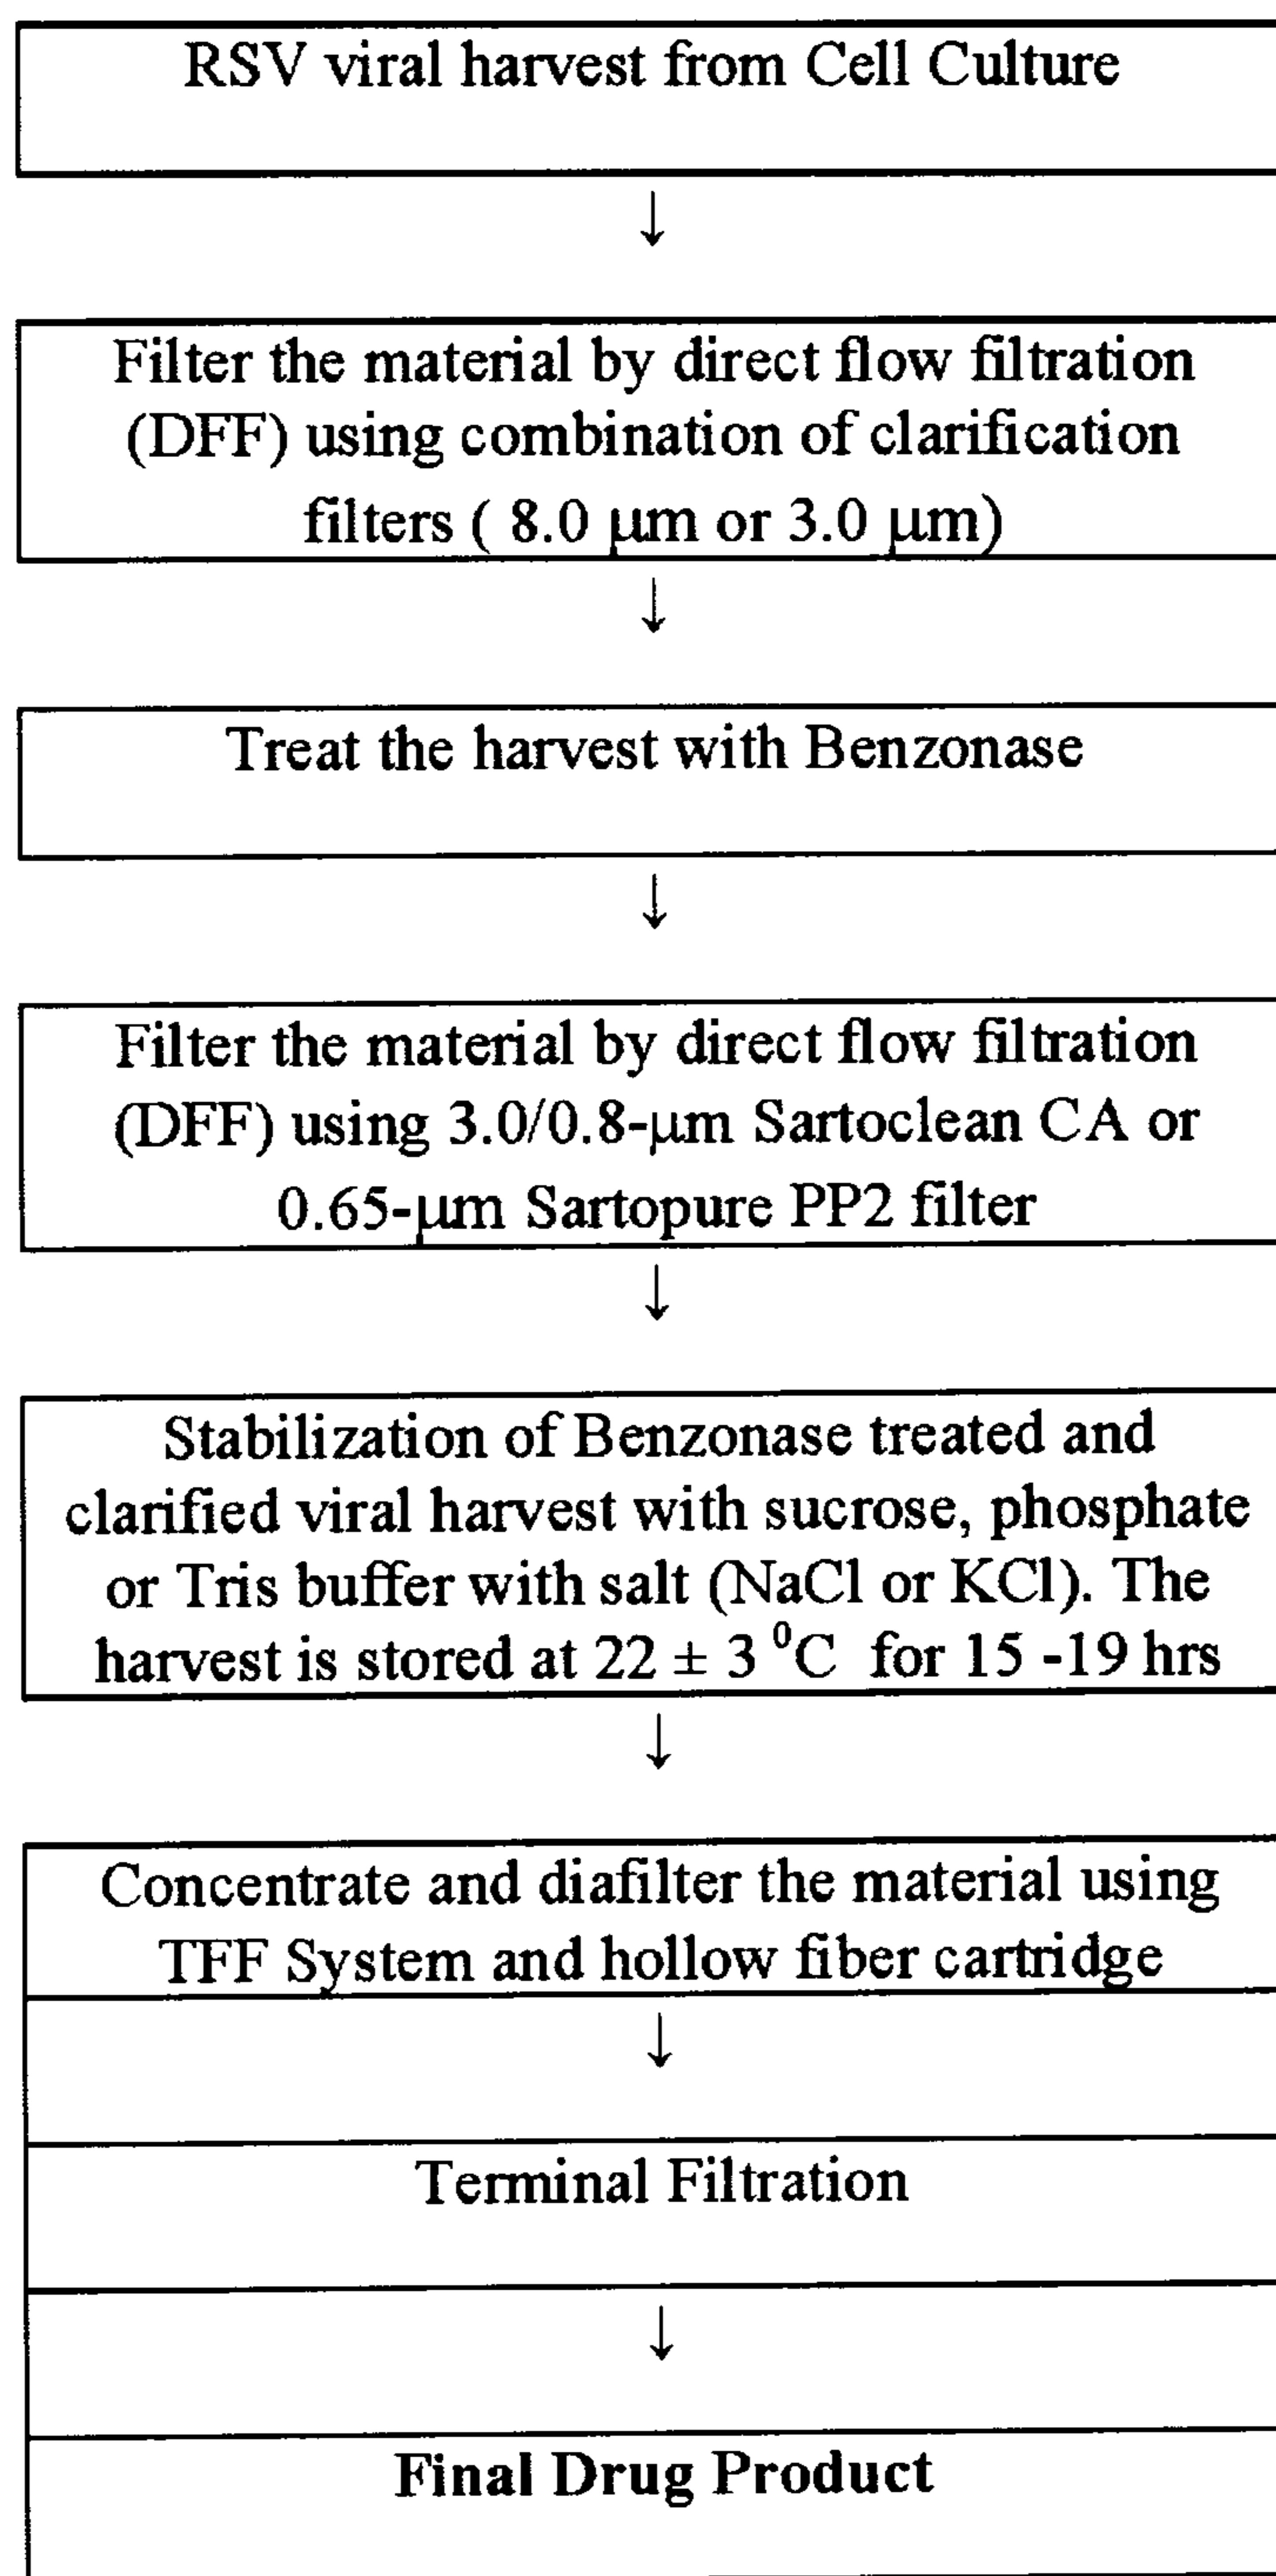 RSV viral harvest from Cell Culture
↓
Filter the material by direct flow filtration
(DFF) using combination of clarification
filters ( 8.0 µm or 3.0 µm)
↓
Treat the harvest with Benzonase
↓
Filter the material by direct flow filtration
(DFF) using 3.0/0.8-µm Sartoclean CA or
0.65-µm Sartopure PP2 filter
↓
Stabilization of Benzonase treated and
clarified viral harvest with sucrose, phosphate
or Tris buffer with salt (NaCl or KCl). The
harvest is stored at 22 ± 3 ⁰C for 15 -19 hrs
↓
Concentrate and diafilter the material using
TFF System and hollow fiber cartridge
↓
Terminal Filtration
↓
Final Drug Product